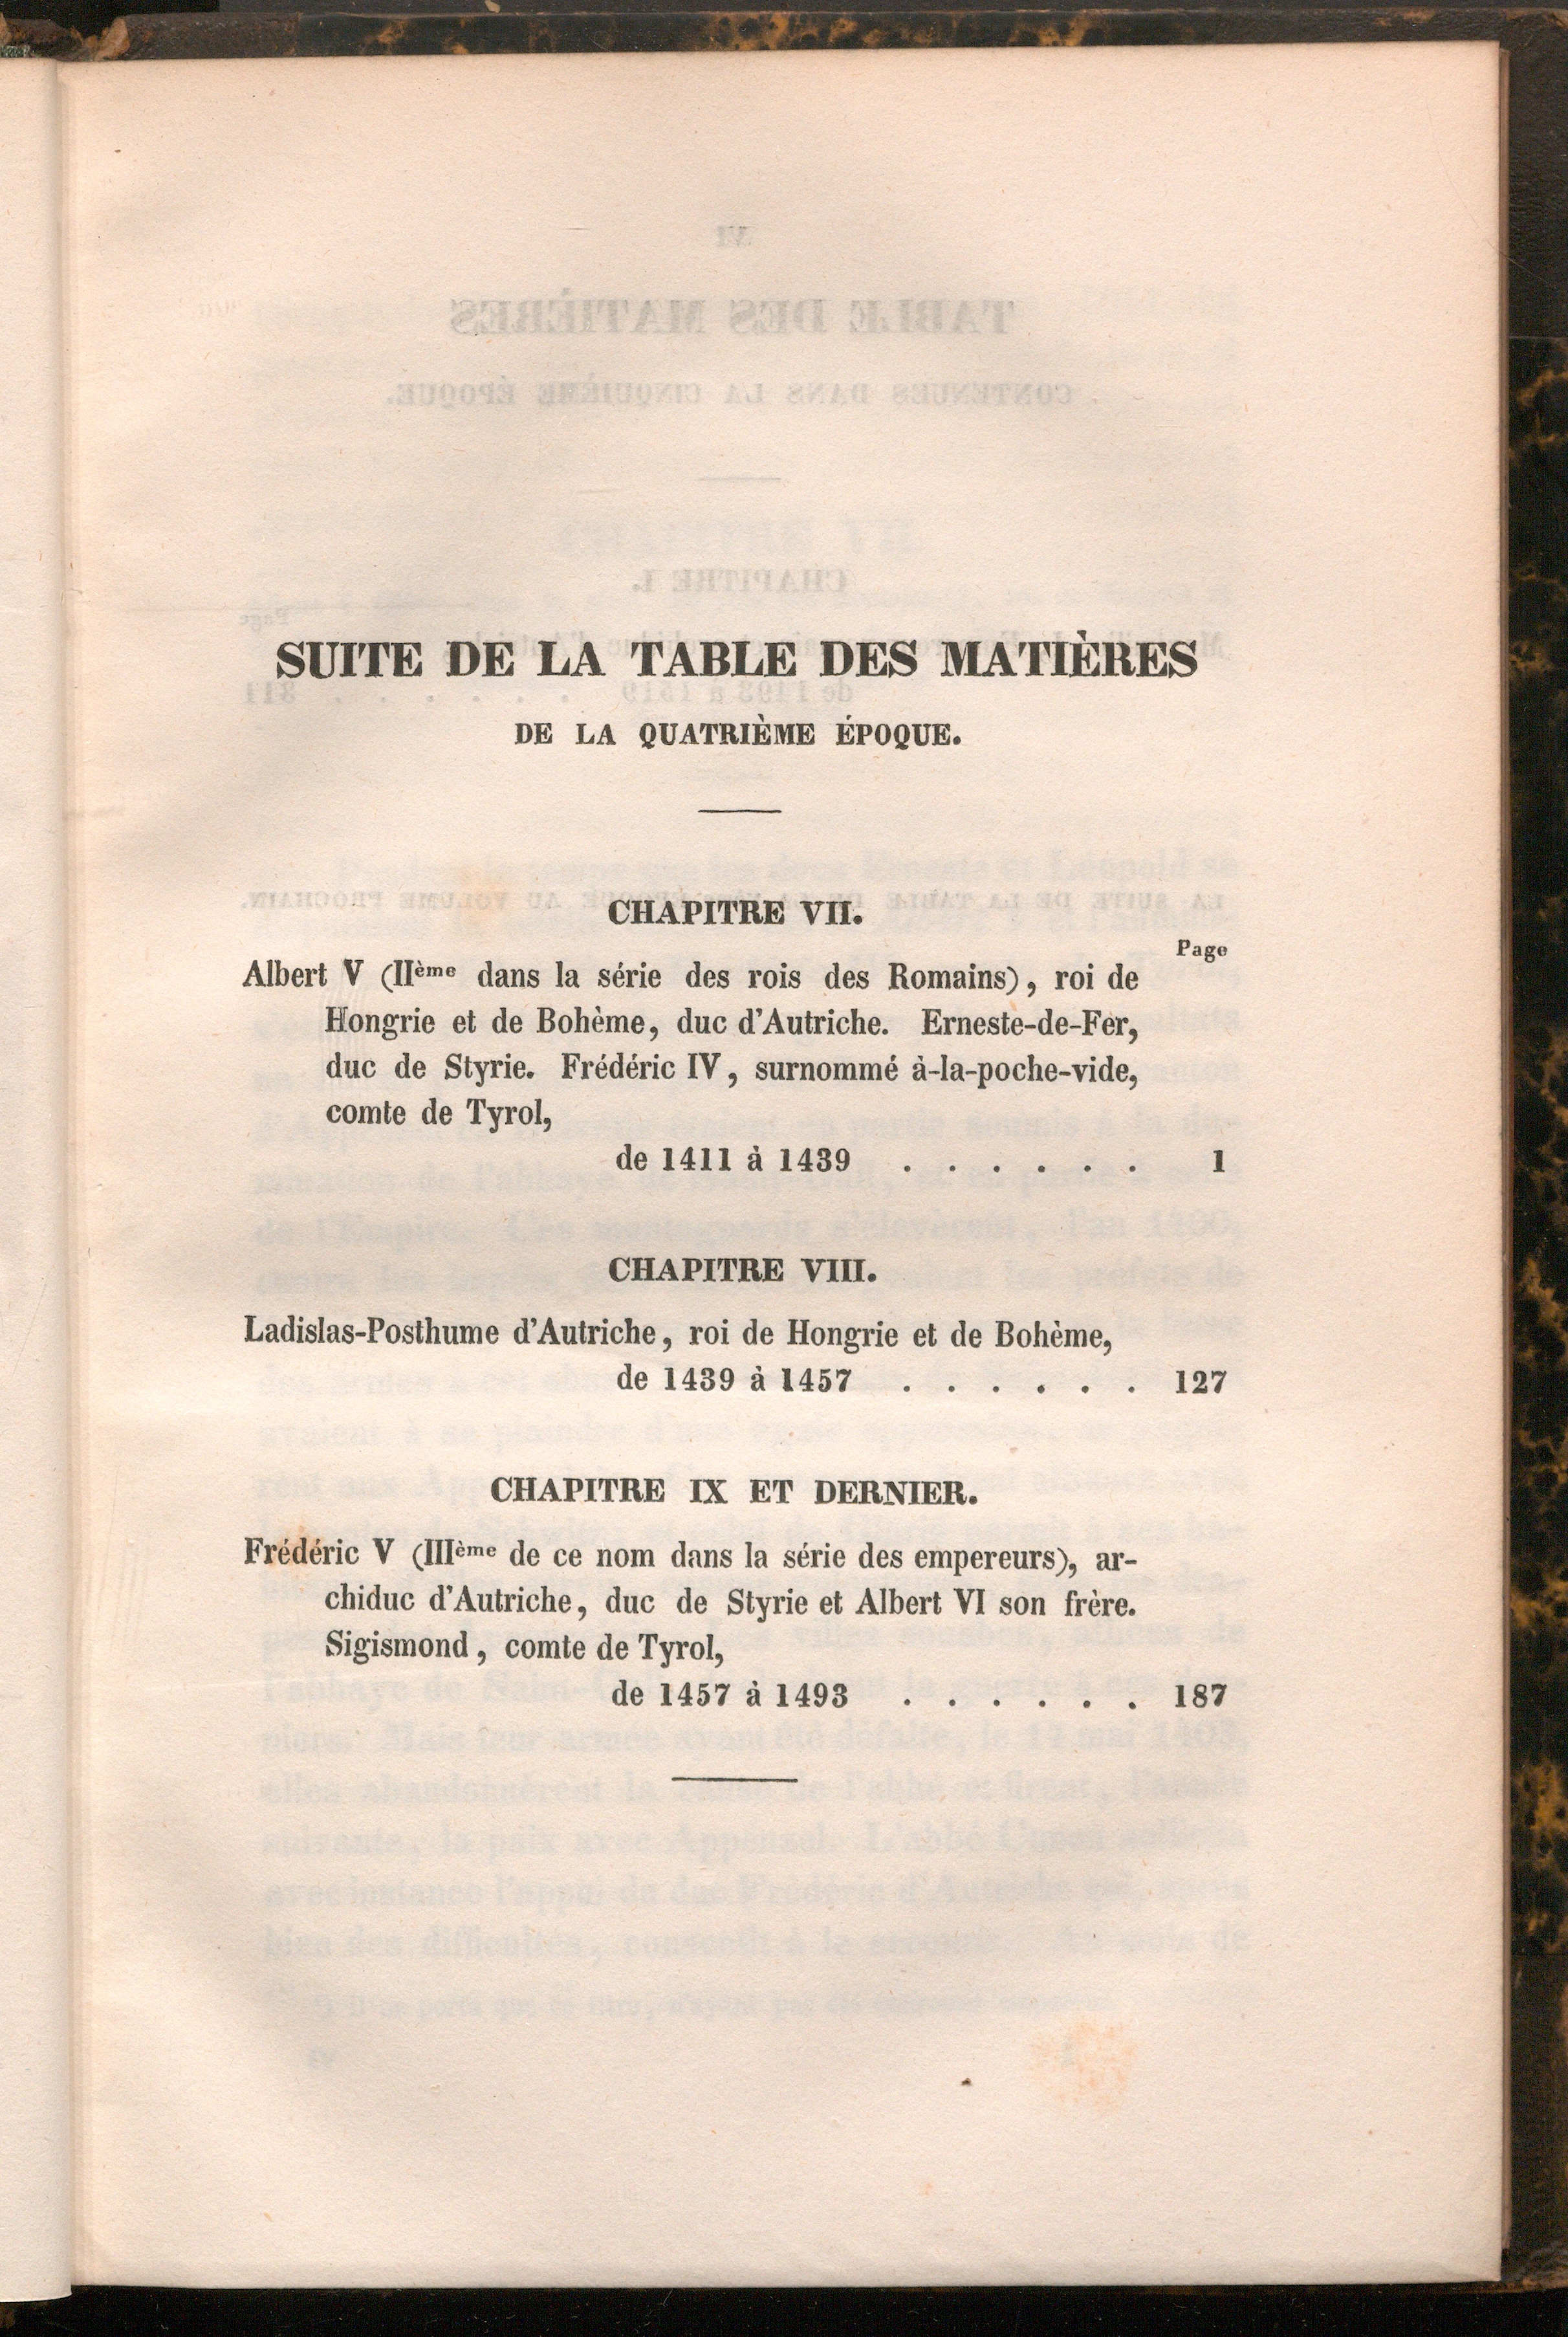 SUITE DE LA TABLE DES MATIÈRES
DE LA QUATRIÈME ÉPOQUE.
CHAPITRE VII.
Page
Albert V (IIème dans la série des rois des Romains), roi de
Hongrie et de Bohème, duc d'Autriche. Erneste-de-Fer,
duc de Styrie. Frédéric IV, surnommé à-la-poche-vide,
comte de Tyrol,
de 1411 à 1439 . . . . . . 1
CHAPITRE VIII.
Ladislas-Posthume d'Autriche, roi de Hongrie et de Bohème,
de 1439 à 1457 . . . . . . 127
CHAPITRE IX ET DERNIER.
Frédéric V (IIIème de ce nom dans la série des empereurs), ar-
chiduc d'Autriche, duc de Styrie et Albert VI son frère.
Sigismond, comte de Tyrol,
de 1457 à 1493 . . . . . . 187